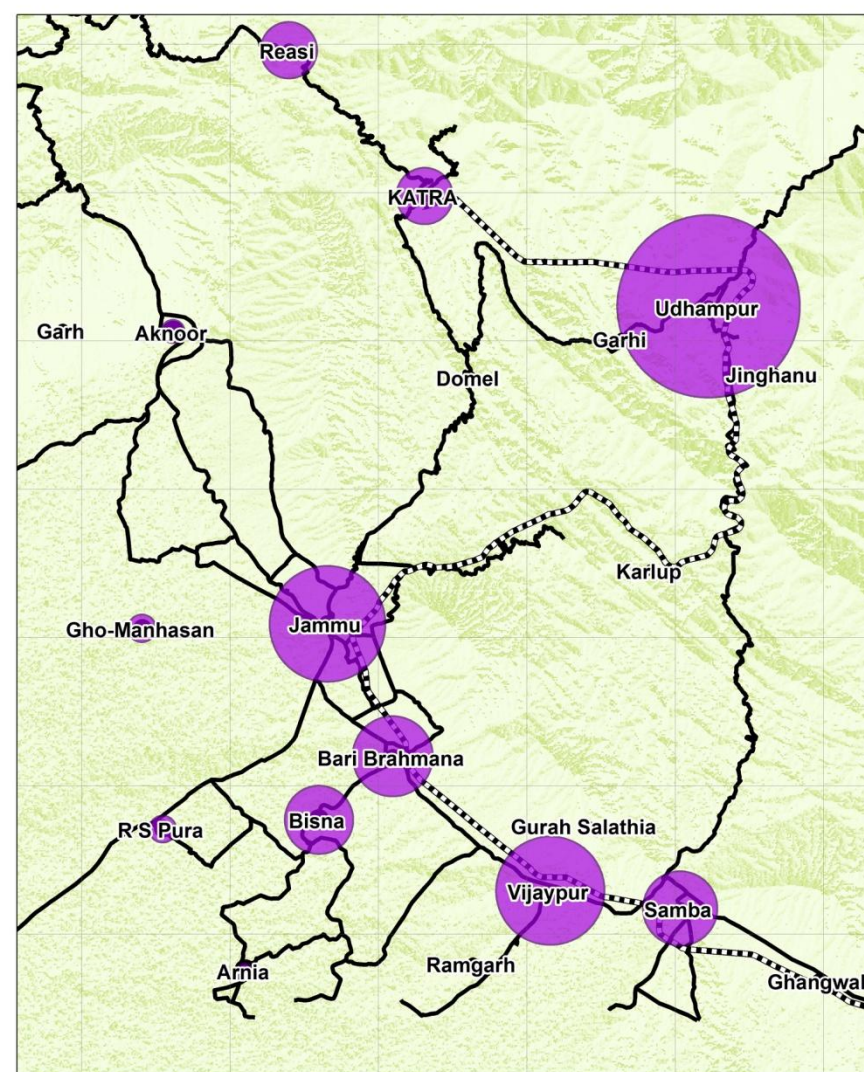 Reasi
KATRA
Udhampur
Garh
Aknoor
Garhi
Domel
Jinghanu
Karlup
Jammu
Gho-Manhasan
Bari Brahmana
R S Pura
Bisna
Gurah Salathia
Vijaypur
Samba
Arnia
Ramgarh
Ghangwal